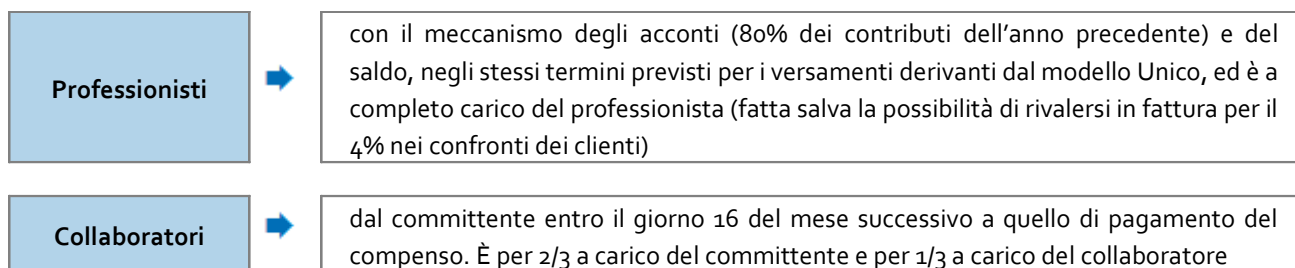 Professionisti
con il meccanismo degli acconti (80% dei contributi dell’anno precedente) e del
saldo, negli stessi termini previsti per i versamenti derivanti dal modello Unico, ed è a
completo carico del professionista (fatta salva la possibilità di rivalersi in fattura per il
4% nei confronti dei clienti)
Collaboratori
dal committente entro il giorno 16 del mese successivo a quello di pagamento del
compenso. È per 2/3 a carico del committente e per 1/3 a carico del collaboratore